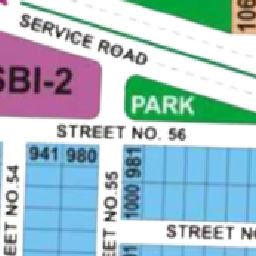 106
SERVICE ROAD
SBI-2
PARK
STREET NO. 56
941 980
981
1000
STREET NO.54
STREET NO.55
STREET NO